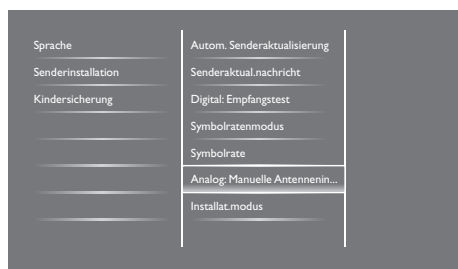 Sprache
Senderinstallation
Kindersicherung
Autom. Senderaktualisierung
Senderaktual.nachricht
Digital: Empfangstest
Symbolratenmodus
Symbolrate
Analog: Manuelle Antennenin...
Installat.modus